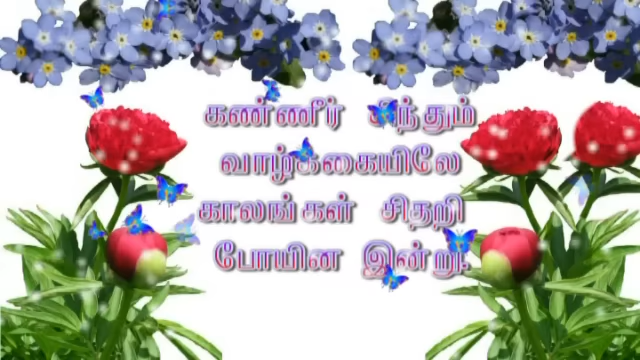 கண்ணீர் சிந்தும்
வாழ்க்கையிலே
காலங்கள் சிதறி
போயின இன்று.